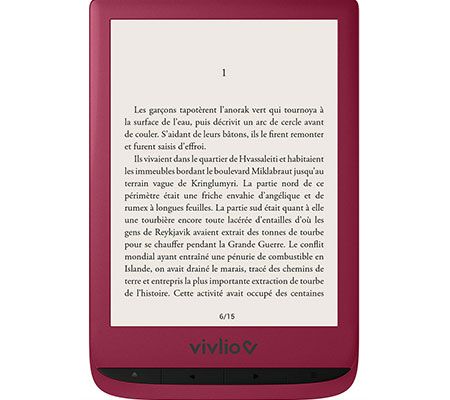 1
Les garçons tapotèrent l'anorak vert qui tournoya à
la surface de l'eau, puis décrivit un arc de cercle avant
de couler. S'aidant de leurs bâtons, ils le firent remonter
et furent saisis d'effroi.
Ils vivaient dans le quartier de Hvassaleiti et habitaient
les immeubles bordant le boulevard Miklabraut jusqu'au
terrain vague de Kringlumyri. La partie nord de ce
périmètre était une friche envahie d'angélique et de
rumex à longues feuilles. La partie sud était quant à elle
une tourbière encore toute lacérée d'entailles d'où les
gens de Reykjavik avaient extrait des tonnes de tourbe
pour se chauffer pendant la Grande Guerre. Le conflit
mondial ayant entraîné une pénurie de combustible en
Islande, on avait drainé le marais, tracé des chemins de
terre et entrepris la plus importante extraction de tourbe
de l'histoire. Cette activité avait occupé des centaines
6/15
vivlio